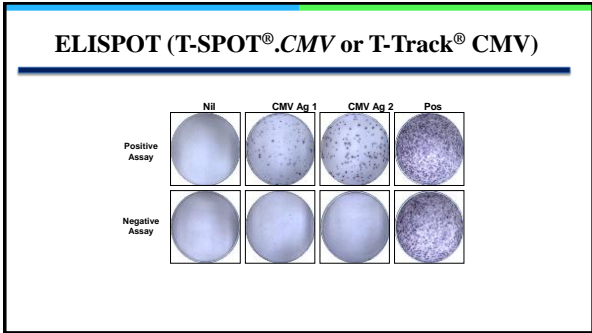 ELISPOT (T-SPOT®.CMV or T-Track® CMV)
Nil CMV Ag 1 CMV Ag 2 Pos
Positive
Assay
Negative
Assay